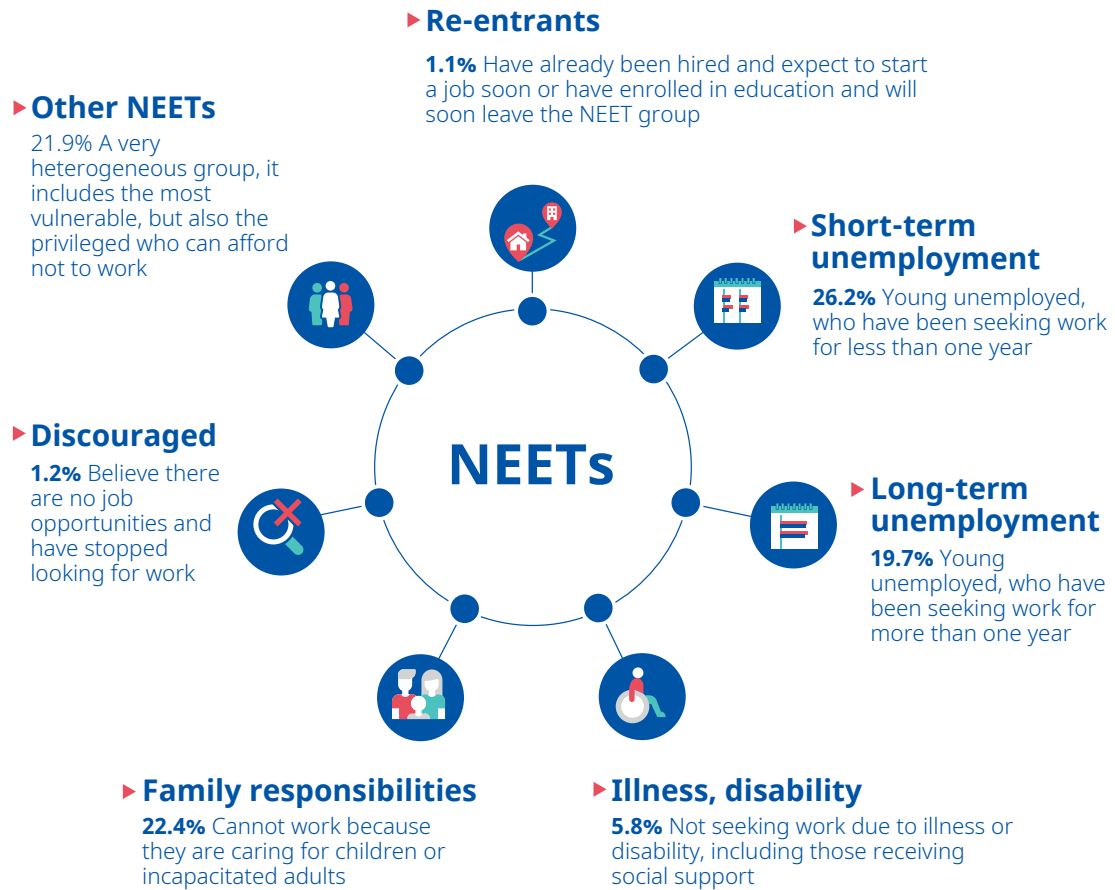 Re-entrants
1.1% Have already been hired and expect to start
a job soon or have enrolled in education and will
soon leave the NEET group
Other NEETs
21.9% A very
heterogeneous group, it
includes the most
vulnerable, but also the
privileged who can afford
not to work
Short-term
unemployment
26.2% Young unemployed,
who have been seeking work
for less than one year
Discouraged
1.2% Believe there
are no job
opportunities and
have stopped
looking for work
NEETs
Long-term
unemployment
19.7% Young
unemployed, who have
been seeking work for
more than one year
Family responsibilities
22.4% Cannot work because
they are caring for children or
incapacitated adults
Illness, disability
5.8% Not seeking work due to illness or
disability, including those receiving
social support